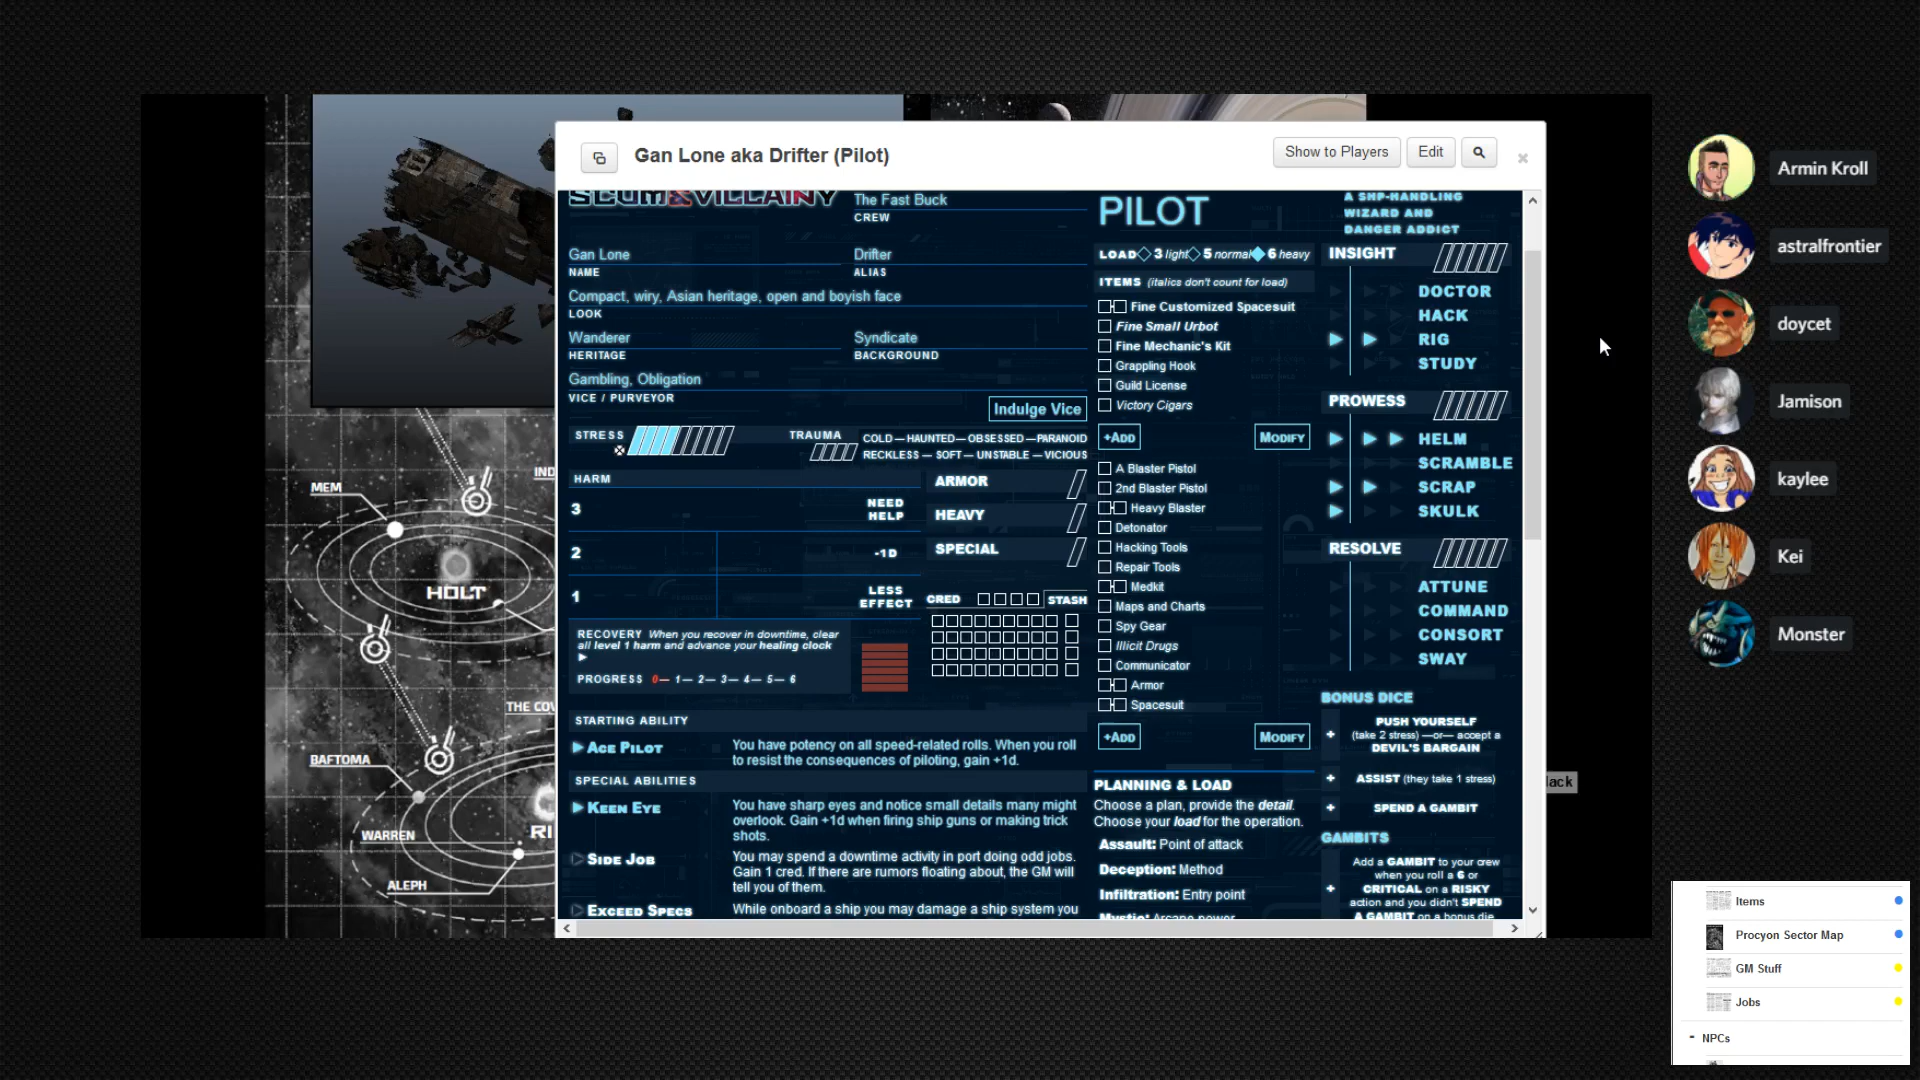 Gan Lone aka Drifter (Pilot)
Show to Players
Edit
SCUM & VILLAINY
The Fast Buck
CREW
Gan Lone
NAME
Drifter
ALIAS
Compact, wiry, Asian heritage, open and boyish face
LOOK
Wanderer
HERITAGE
Syndicate
BACKGROUND
Gambling, Obligation
VICE / PURVEYOR
Indulge Vice
STRESS
TRAUMA
COLD — HAUNTED — OBSESSED — PARANOID
RECKLESS — SOFT — UNSTABLE — VICIOUS
HARM
3
NEED
HELP
2
-1D
1
LESS
EFFECT
ARMOR
HEAVY
SPECIAL
CRED
STASH
RECOVERY When you recover in downtime, clear
all level 1 harm and advance your healing clock
PROGRESS 0— 1— 2— 3— 4— 5— 6
STARTING ABILITY
ACE PILOT
You have potency on all speed-related rolls. When you roll
to resist the consequences of piloting, gain +1d.
SPECIAL ABILITIES
KEEN EYE
You have sharp eyes and notice small details many might
overlook. Gain +1d when firing ship guns or making trick
shots.
SIDE JOB
You may spend a downtime activity in port doing odd jobs.
Gain 1 cred. If there are rumors floating about, the GM will
tell you of them.
EXCEED SPECS
While onboard a ship you may damage a ship system you
PILOT
A SHIP-HANDLING
WIZARD AND
DANGER ADDICT
LOAD 3 light 5 normal 6 heavy
ITEMS (italics don't count for load)
Fine Customized Spacesuit
Fine Small Urbot
Fine Mechanic's Kit
Grappling Hook
Guild License
Victory Cigars
+ADD
MODIFY
A Blaster Pistol
2nd Blaster Pistol
Heavy Blaster
Detonator
Hacking Tools
Repair Tools
Medkit
Maps and Charts
Spy Gear
Illicit Drugs
Communicator
Armor
Spacesuit
+ADD
MODIFY
PLANNING & LOAD
Choose a plan, provide the detail.
Choose your load for the operation.
Assault: Point of attack
Deception: Method
Infiltration: Entry point
Mystic: Arcane power
INSIGHT
DOCTOR
HACK
RIG
STUDY
PROWESS
HELM
SCRAMBLE
SCRAP
SKULK
RESOLVE
ATTUNE
COMMAND
CONSORT
SWAY
BONUS DICE
+ PUSH YOURSELF
(take 2 stress) —or— accept a
DEVIL'S BARGAIN
+ ASSIST (they take 1 stress)
+ SPEND A GAMBIT
GAMBITS
Add a GAMBIT to your crew
when you roll a 6 or
+ CRITICAL on a RISKY
action and you didn't SPEND
A GAMBIT on a bonus die
MEM
HOLT
BAFTOMA
WARREN
ALEPH
Armin Kroll
astralfrontier
doycet
Jamison
kaylee
Kei
Monster
Items
Procyon Sector Map
GM Stuff
Jobs
- NPCs